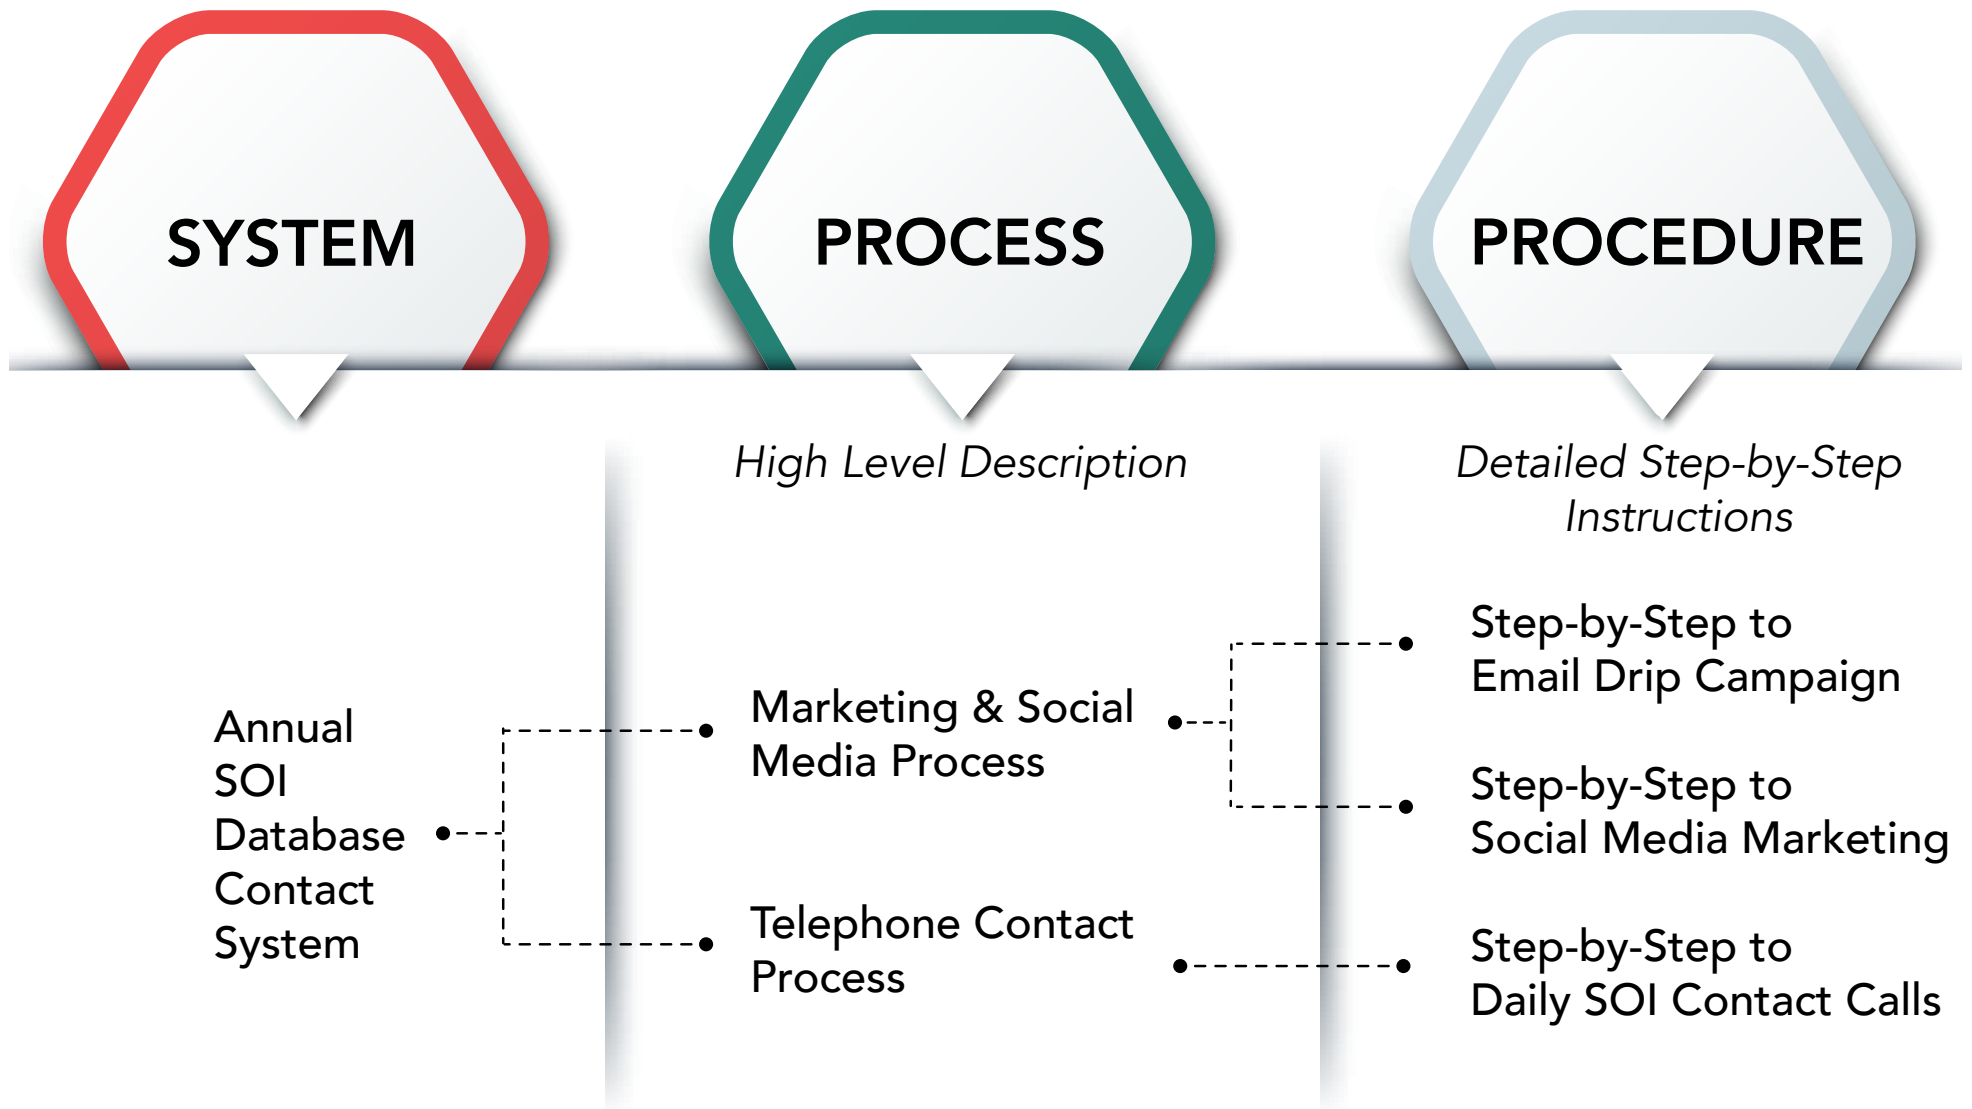 SYSTEM
PROCESS
PROCEDURE
High Level Description
Detailed Step-by-Step
Instructions
Annual
SOI
Database
Contact
System
Marketing & Social
Media Process
Telephone Contact
Process
Step-by-Step to
Email Drip Campaign
Step-by-Step to
Social Media Marketing
Step-by-Step to
Daily SOI Contact Calls